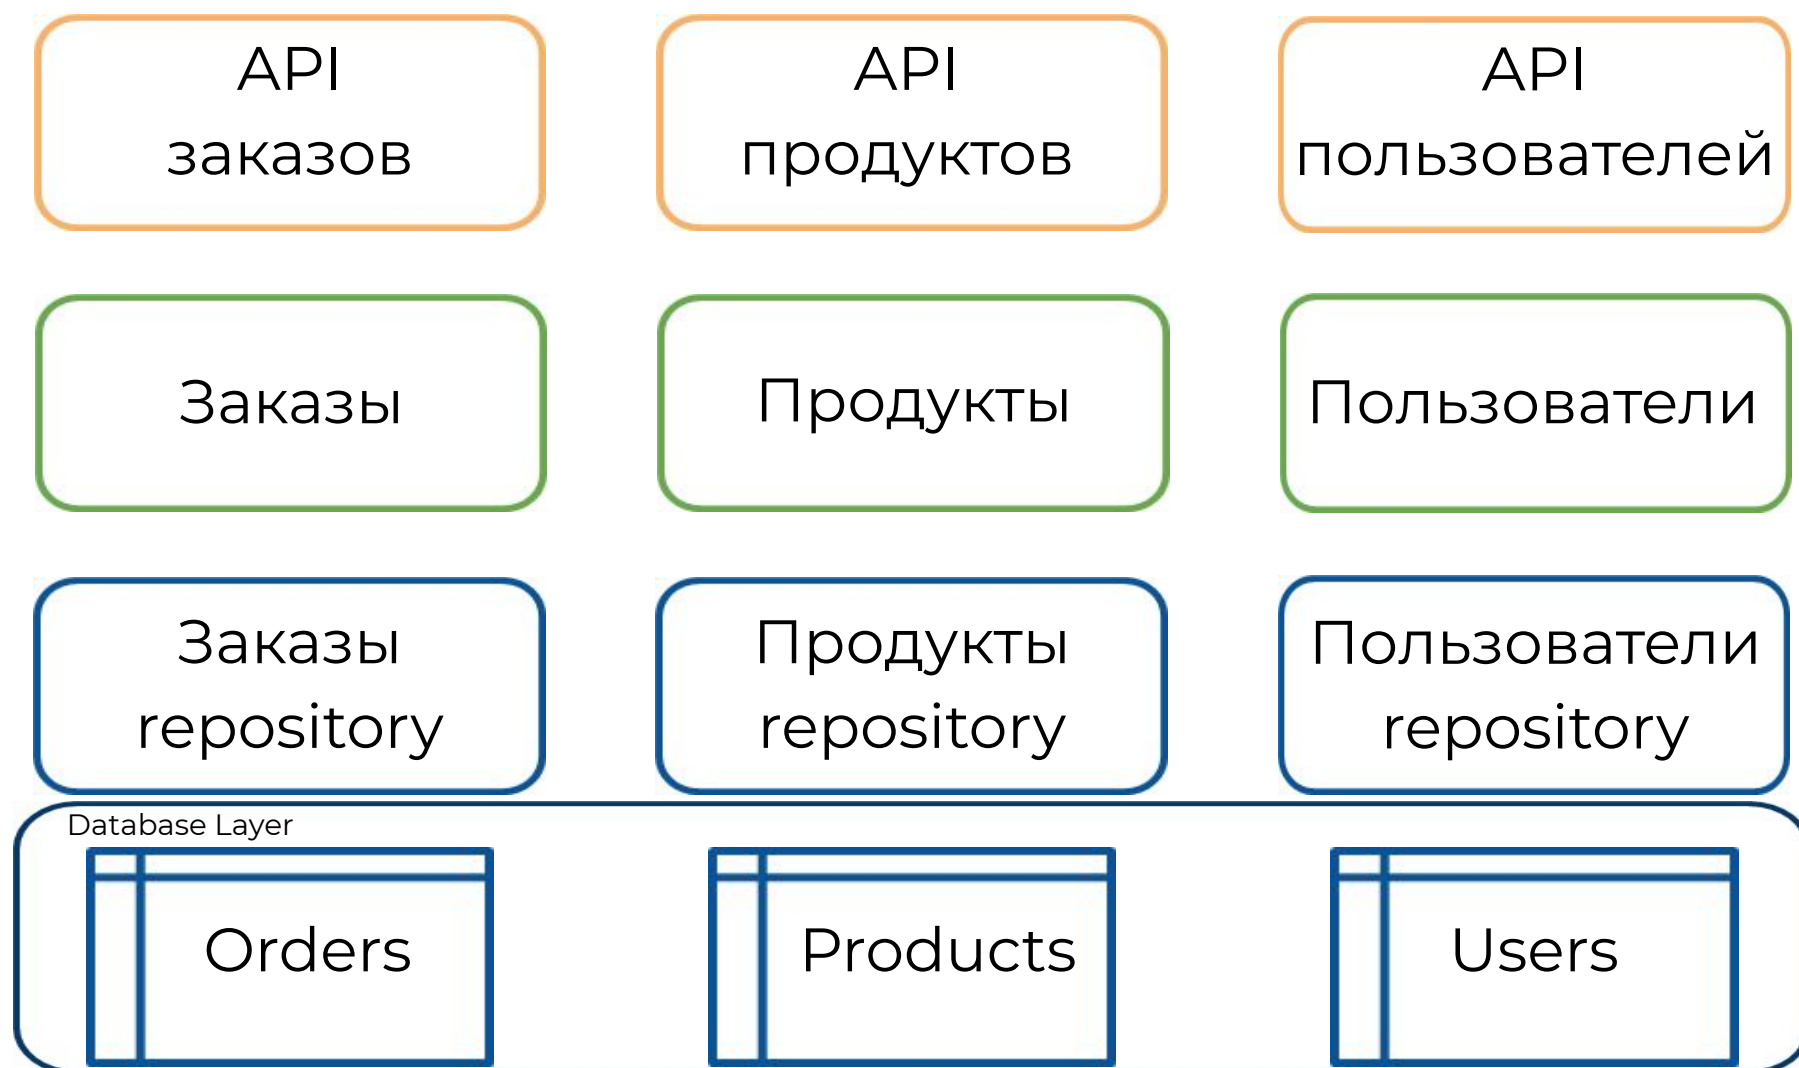 API
заказов
API
продуктов
API
пользователей
Заказы
Продукты
Пользователи
Заказы
repository
Продукты
repository
Пользователи
repository
Database Layer
Orders
Products
Users